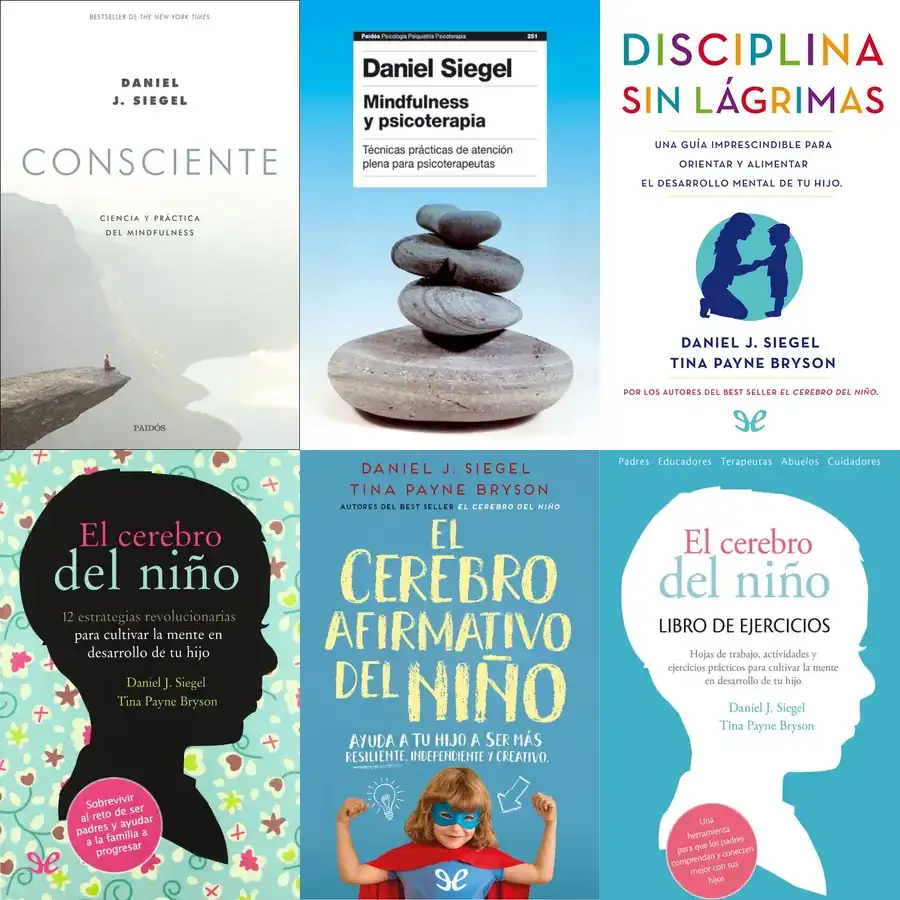 BESTSELLER DE THE NEW YORK TIMES
DANIEL
J. SIEGEL
CONSCIENTE
CIENCIA Y PRÁCTICA
DEL MINDFULNESS
PAIDÓS
Paidós Psicología Psiquiatría Psicoterapia 251
Daniel Siegel
Mindfulness
y psicoterapia
Técnicas prácticas de atención
plena para psicoterapeutas
DISCIPLINA
SIN LÁGRIMAS
UNA GUÍA IMPRESCINDIBLE PARA
ORIENTAR Y ALIMENTAR
EL DESARROLLO MENTAL DE TU HIJO.
DANIEL J. SIEGEL
TINA PAYNE BRYSON
POR LOS AUTORES DEL BEST SELLER EL CEREBRO DEL NIÑO.
El cerebro
del niño
12 estrategias revolucionarias
para cultivar la mente en
desarrollo de tu hijo
Daniel J. Siegel
Tina Payne Bryson
Sobrevivir
al reto de ser
padres y ayudar
a la familia a
progresar
DANIEL J. SIEGEL
TINA PAYNE BRYSON
AUTORES DEL BEST SELLER EL CEREBRO DEL NIÑO
EL
CEREBRO
AFIRMATIVO
DEL NIÑO
AYUDA A TU HIJO A SER MÁS
RESILIENTE, INDEPENDIENTE Y CREATIVO.
Padres Educadores Terapeutas Abuelos Cuidadores
El cerebro
del niño
LIBRO DE EJERCICIOS
Hojas de trabajo, actividades y
ejercicios prácticos para cultivar la mente
en desarrollo de tu hijo
Daniel J. Siegel
Tina Payne Bryson
Una
herramienta
para que los padres
comprendan y conecten
mejor con sus
hijos